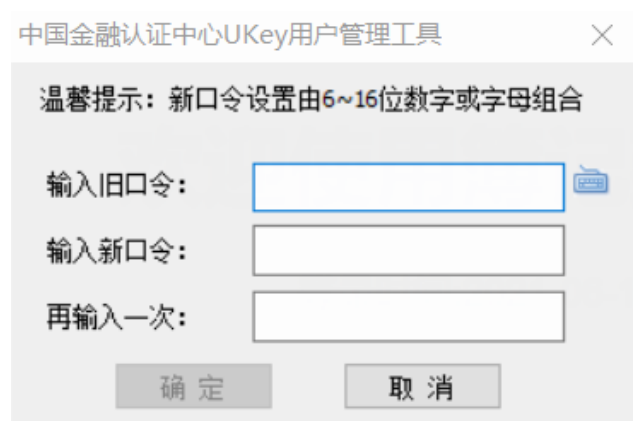 中国金融认证中心UKey用户管理工具
温馨提示：新口令设置由6~16位数字或字母组合
输入旧口令：
输入新口令：
再输入一次：
确 定 取 消